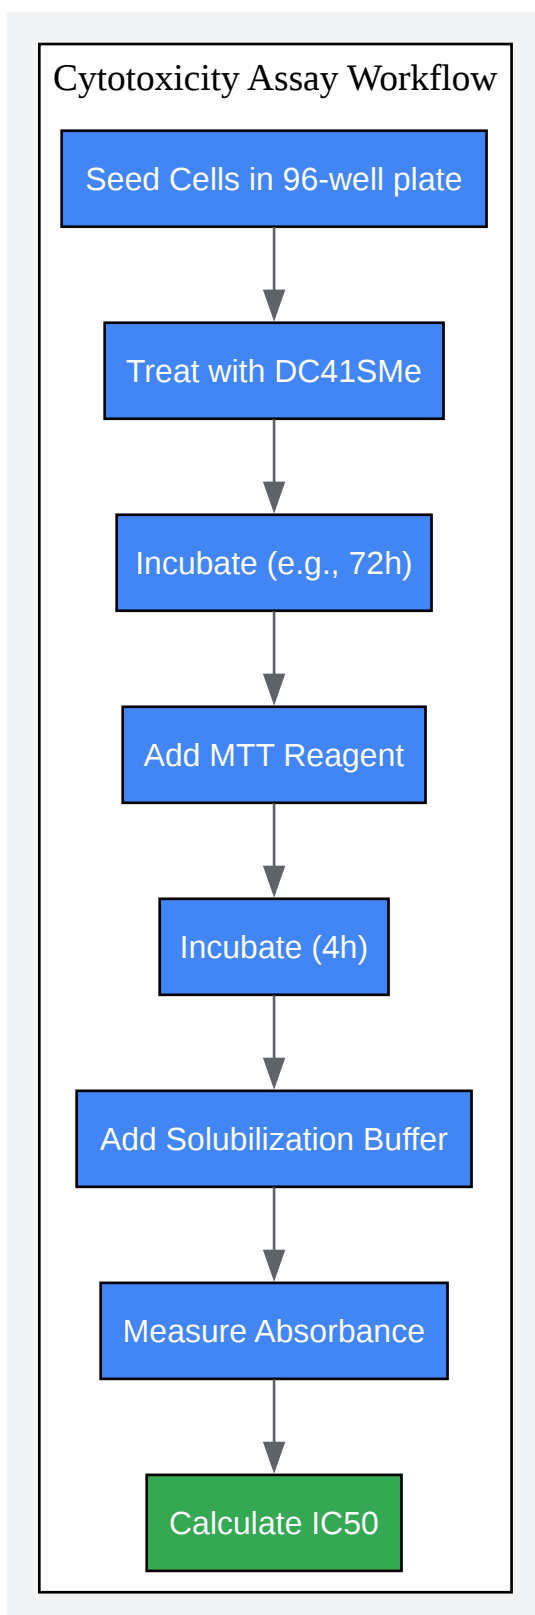 Cytotoxicity Assay Workflow
Seed Cells in 96-well plate
Treat with DC41SMe
Incubate (e.g., 72h)
Add MTT Reagent
Incubate (4h)
Add Solubilization Buffer
Measure Absorbance
Calculate IC50